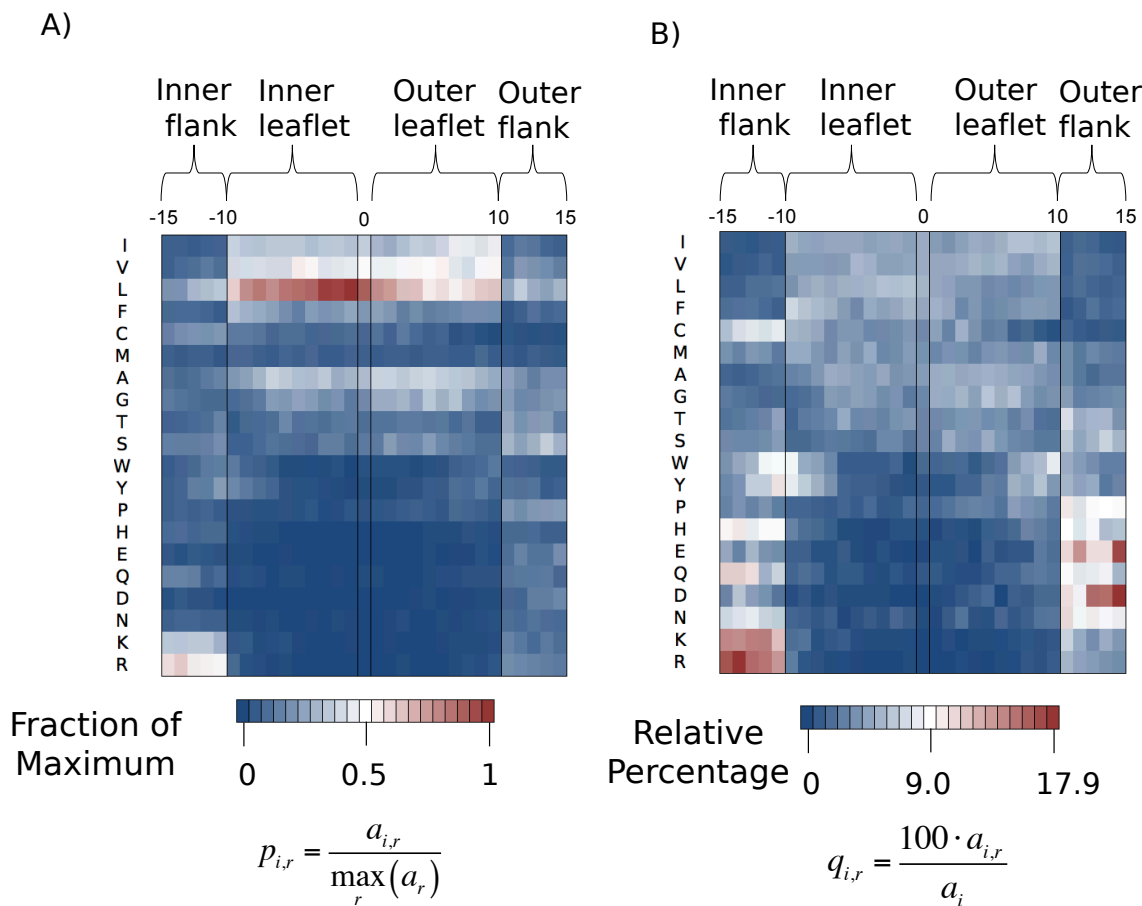 A)
B)
Inner flank
Inner leaflet
Outer leaflet
Outer flank
-15 -10 0 10 15
I
V
L
F
C
M
A
G
T
S
W
Y
P
H
E
Q
D
N
K
R
Fraction of
Maximum
0 0.5 1
p_{i,r} = a_{i,r} / max_r (a_r)
Inner flank
Inner leaflet
Outer leaflet
Outer flank
-15 -10 0 10 15
I
V
L
F
C
M
A
G
T
S
W
Y
P
H
E
Q
D
N
K
R
Relative
Percentage
0 9.0 17.9
q_{i,r} = 100 · a_{i,r} / a_i